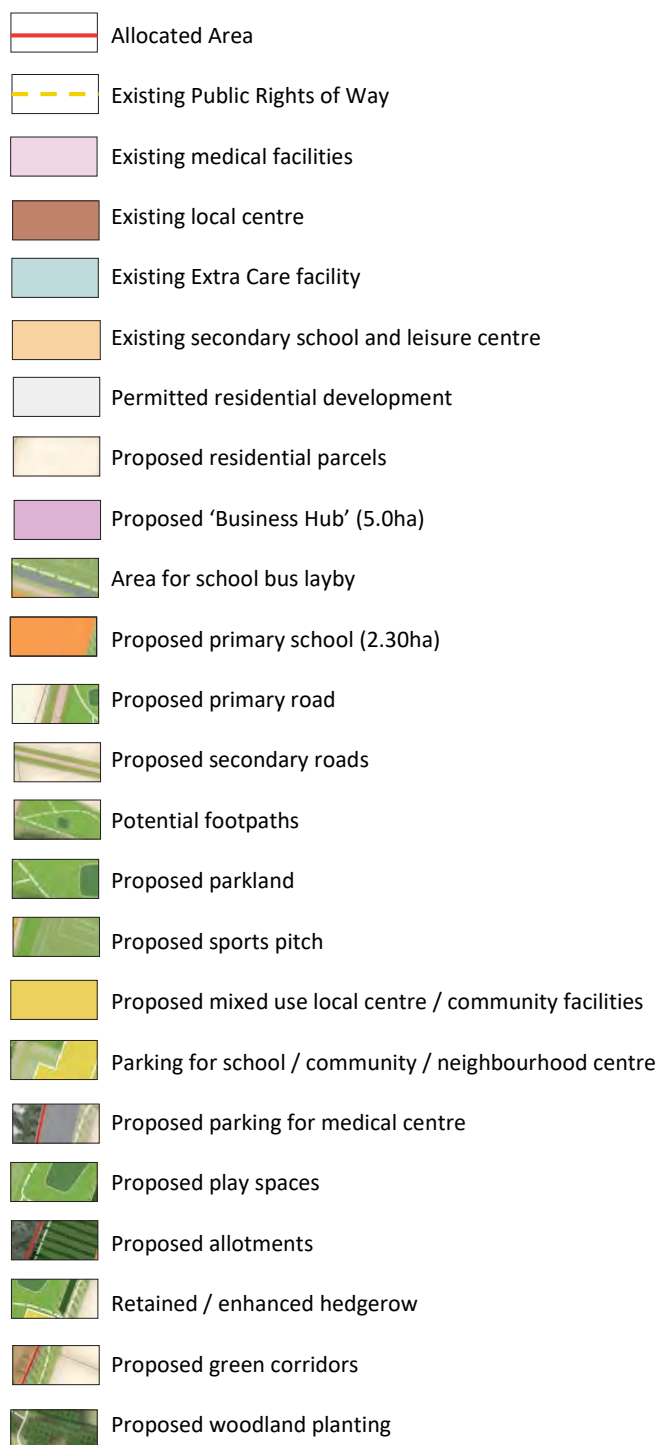 Allocated Area
Existing Public Rights of Way
Existing medical facilities
Existing local centre
Existing Extra Care facility
Existing secondary school and leisure centre
Permitted residential development
Proposed residential parcels
Proposed ‘Business Hub’ (5.0ha)
Area for school bus layby
Proposed primary school (2.30ha)
Proposed primary road
Proposed secondary roads
Potential footpaths
Proposed parkland
Proposed sports pitch
Proposed mixed use local centre / community facilities
Parking for school / community / neighbourhood centre
Proposed parking for medical centre
Proposed play spaces
Proposed allotments
Retained / enhanced hedgerow
Proposed green corridors
Proposed woodland planting